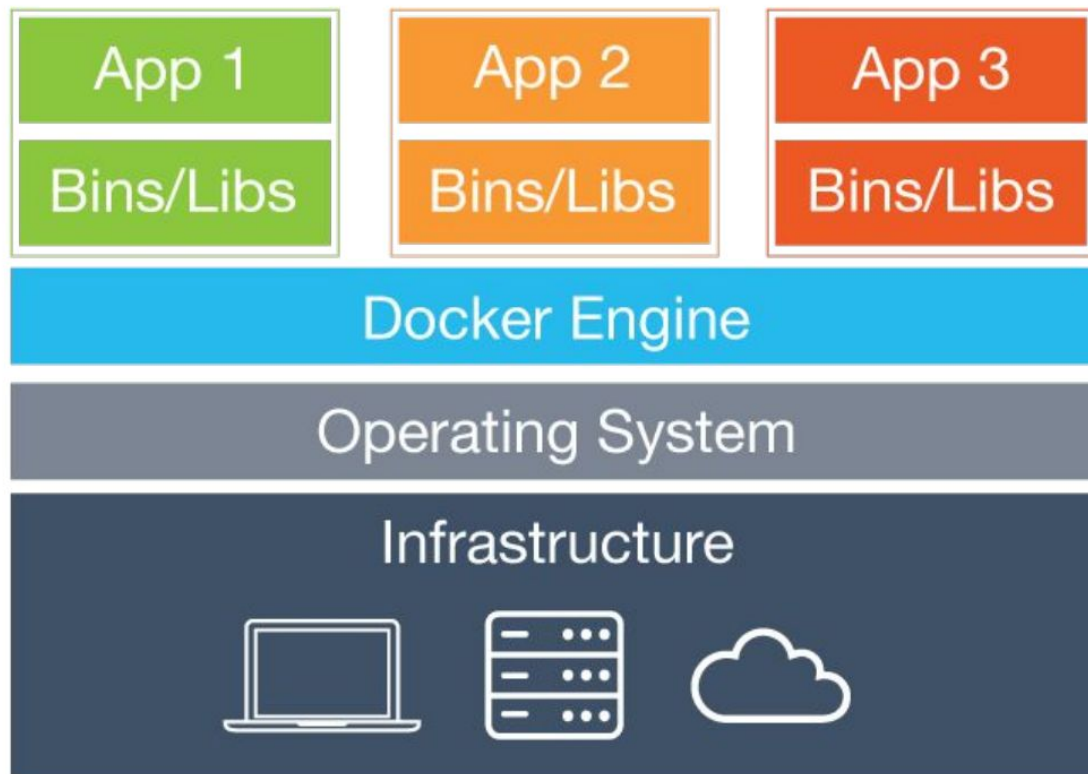 App 1
App 2
App 3
Bins/Libs
Bins/Libs
Bins/Libs
Docker Engine
Operating System
Infrastructure